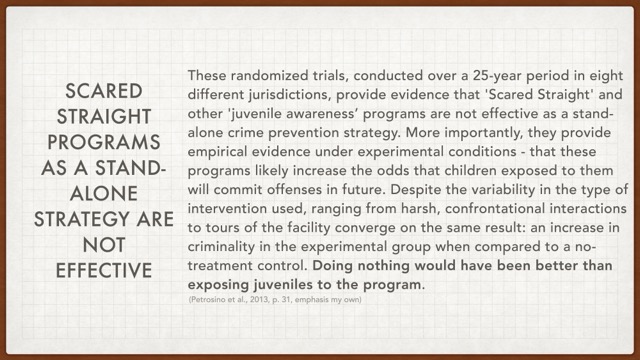 SCARED
STRAIGHT
PROGRAMS
AS A STAND-
ALONE
STRATEGY ARE
NOT
EFFECTIVE
These randomized trials, conducted over a 25-year period in eight
different jurisdictions, provide evidence that 'Scared Straight' and
other 'juvenile awareness’ programs are not effective as a stand-
alone crime prevention strategy. More importantly, they provide
empirical evidence under experimental conditions - that these
programs likely increase the odds that children exposed to them
will commit offenses in future. Despite the variability in the type of
intervention used, ranging from harsh, confrontational interactions
to tours of the facility converge on the same result: an increase in
criminality in the experimental group when compared to a no-
treatment control. Doing nothing would have been better than
exposing juveniles to the program.
(Petrosino et al., 2013, p. 31, emphasis my own)